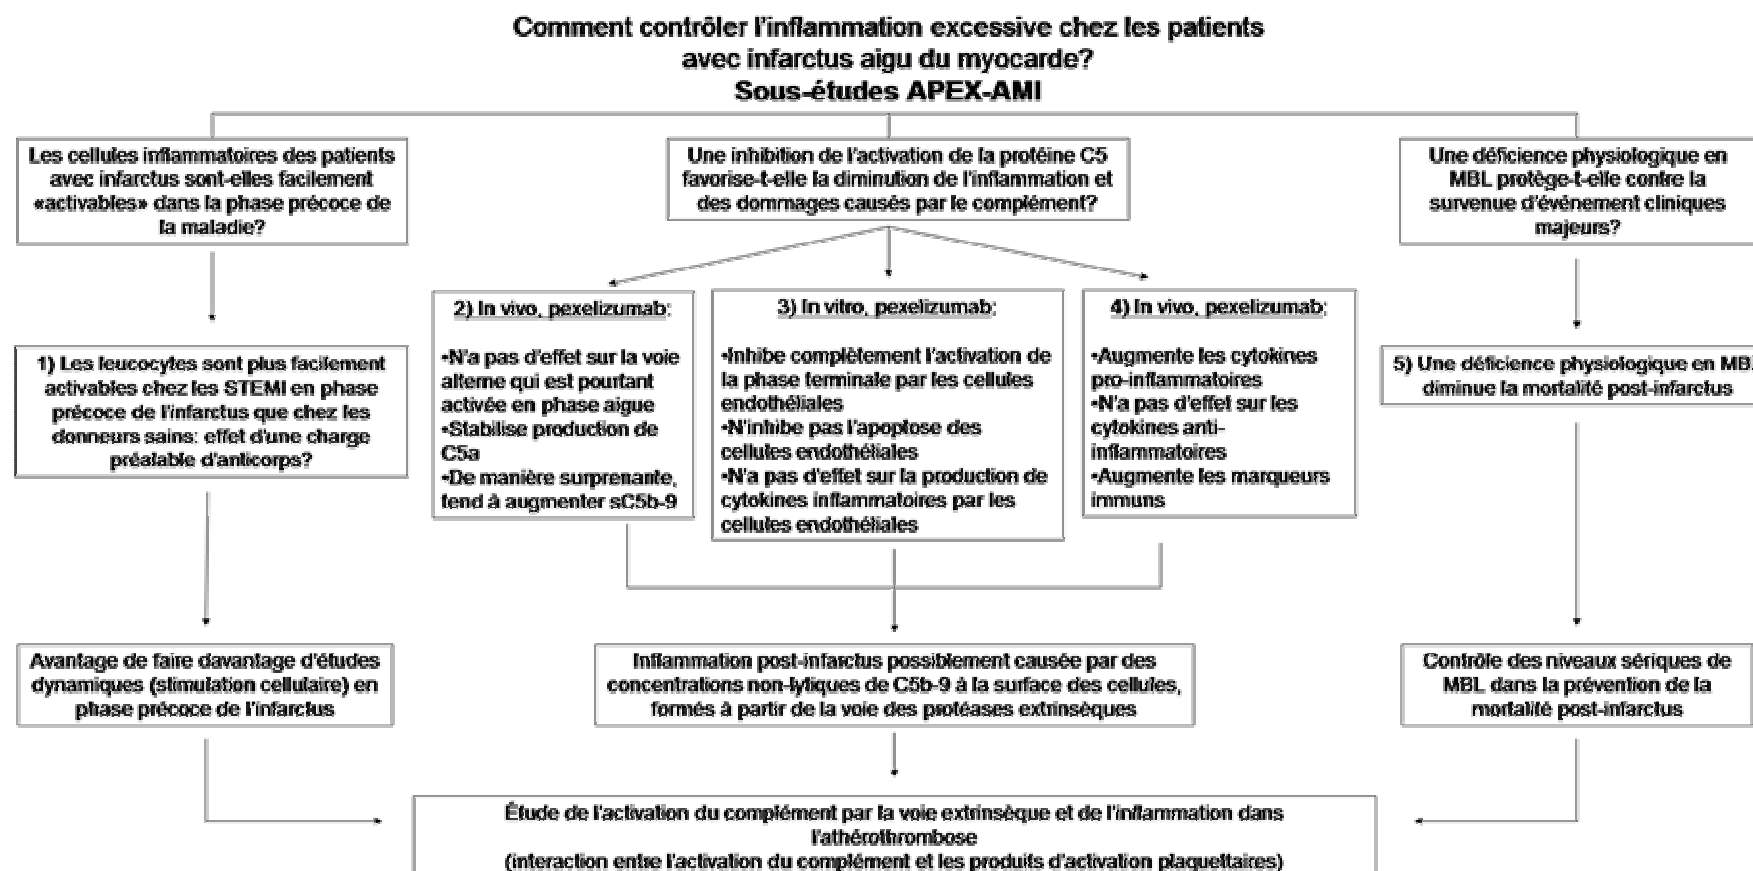 Comment contrôler l'inflammation excessive chez les patients
avec infarctus aigu du myocarde?
Sous-études APEX-AMI
Les cellules inflammatoires des patients
avec infarctus sont-elles facilement
«activables» dans la phase précoce de
la maladie?
Une inhibition de l'activation de la protéine C5
favorise-t-elle la diminution de l'inflammation et
des dommages causés par le complément?
Une déficience physiologique en
MBL protège-t-elle contre la
survenue d'événement cliniques
majeurs?
1) Les leucocytes sont plus facilement
activables chez les STEMI en phase
précoce de l'infarctus que chez les
donneurs sains: effet d'une charge
préalable d'anticorps?
2) In vivo, pexelizumab:
•N'a pas d'effet sur la voie
alterne qui est pourtant
activée en phase aigue
•Stabilise production de
C5a
•De manière surprenante,
tend à augmenter sC5b-9
3) In vitro, pexelizumab:
•Inhibe complètement l'activation de
la phase terminale par les cellules
endothéliales
•N'inhibe pas l'apoptose des
cellules endothéliales
•N'a pas d'effet sur la production de
cytokines inflammatoires par les
cellules endothéliales
4) In vivo, pexelizumab:
•Augmente les cytokines
pro-inflammatoires
•N'a pas d'effet sur les
cytokines anti-
inflammatoires
•Augmente les marqueurs
immuns
5) Une déficience physiologique en MBL
diminue la mortalité post-infarctus
Avantage de faire davantage d'études
dynamiques (stimulation cellulaire) en
phase précoce de l'infarctus
Inflammation post-infarctus possiblement causée par des
concentrations non-lytiques de C5b-9 à la surface des cellules,
formés à partir de la voie des protéases extrinsèques
Contrôle des niveaux sériques de
MBL dans la prévention de la
mortalité post-infarctus
Étude de l'activation du complément par la voie extrinsèque et de l'inflammation dans
l'athérothrombose
(interaction entre l'activation du complément et les produits d'activation plaquettaires)